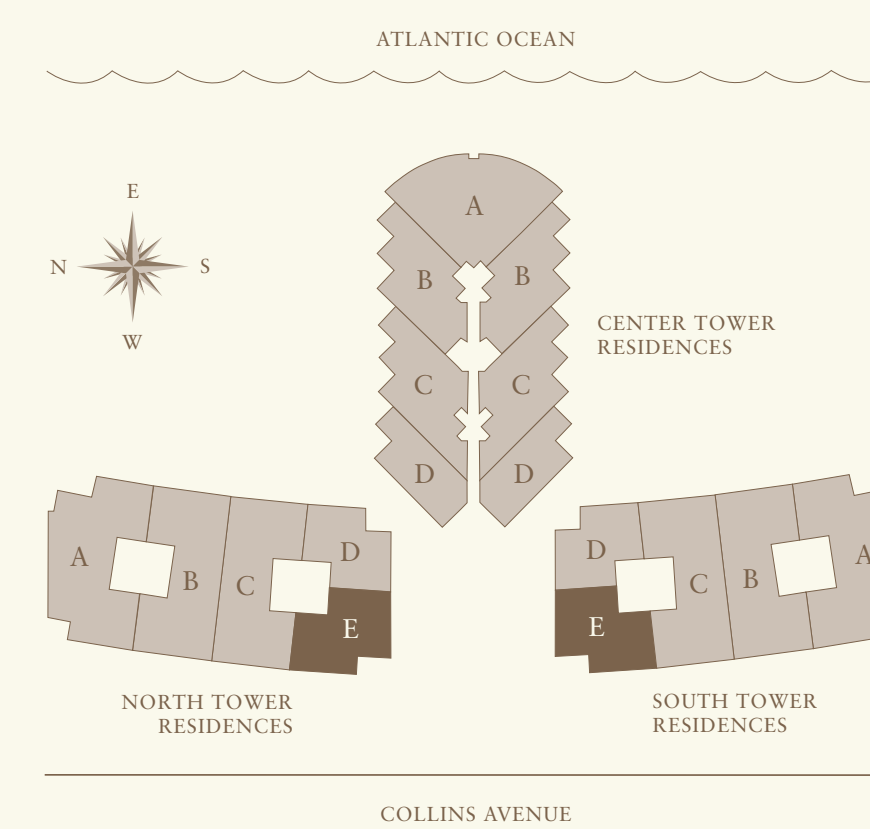 ATLANTIC OCEAN
E
N
S
W
A
B
B
CENTER TOWER
RESIDENCES
C
C
D
D
A
B
C
D
E
D
E
C
B
A
NORTH TOWER
RESIDENCES
SOUTH TOWER
RESIDENCES
COLLINS AVENUE